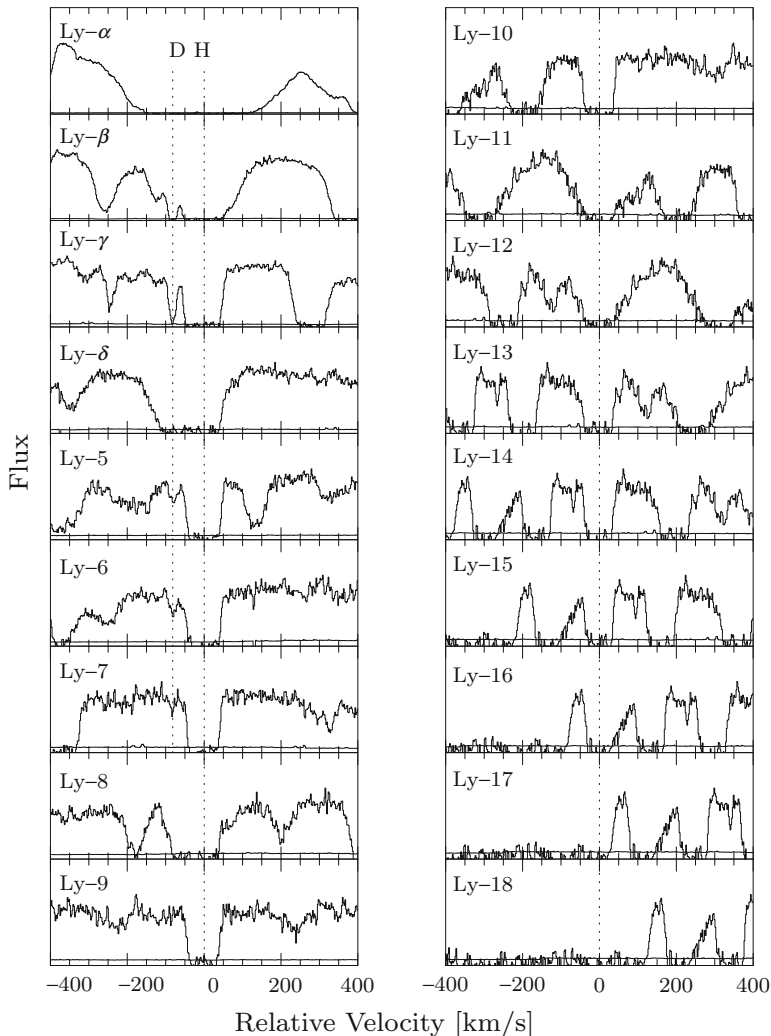 Ly–α
D H
Ly–β
Ly–γ
Ly–δ
Ly–5
Ly–6
Ly–7
Ly–8
Ly–9
−400 −200 0 200 400
Ly–10
Ly–11
Ly–12
Ly–13
Ly–14
Ly–15
Ly–16
Ly–17
Ly–18
−400 −200 0 200 400
Flux
Relative Velocity [km/s]